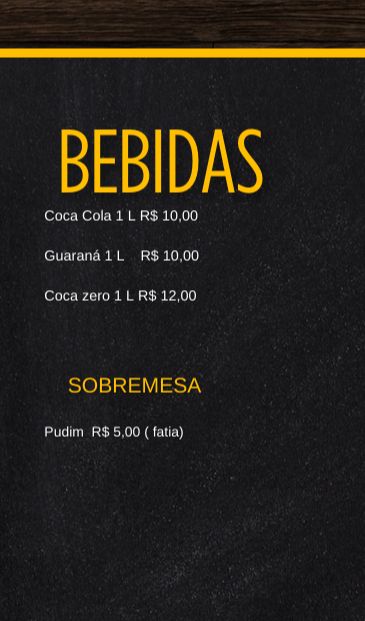 BEBIDAS
Coca Cola 1 L R$ 10,00
Guaraná 1 L    R$ 10,00
Coca zero 1 L R$ 12,00
SOBREMESA
Pudim  R$ 5,00 ( fatia)